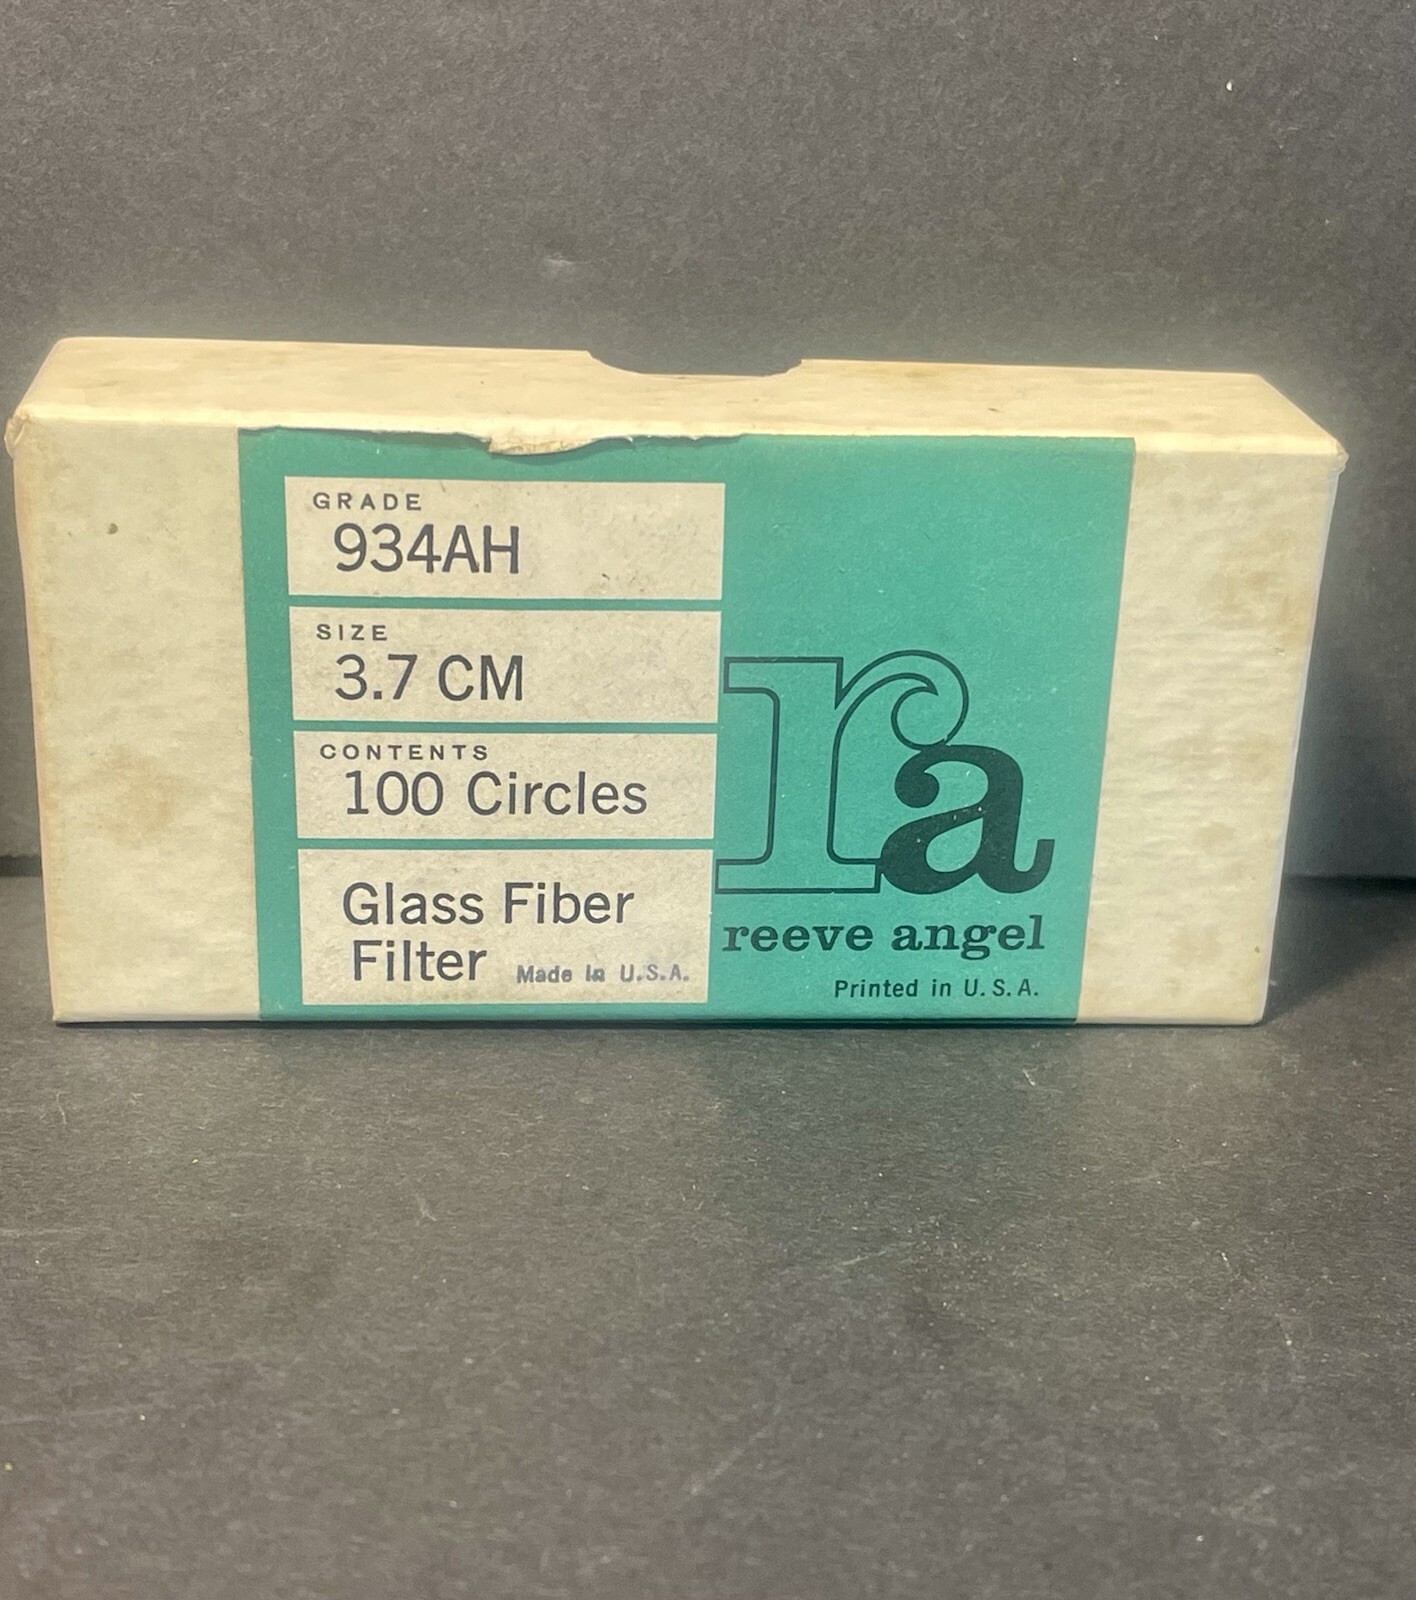 GRADE
934AH
SIZE
3.7 CM
CONTENTS
100 Circles
Glass Fiber
Filter Made In U.S.A.
ra
reeve angel
Printed in U.S.A.